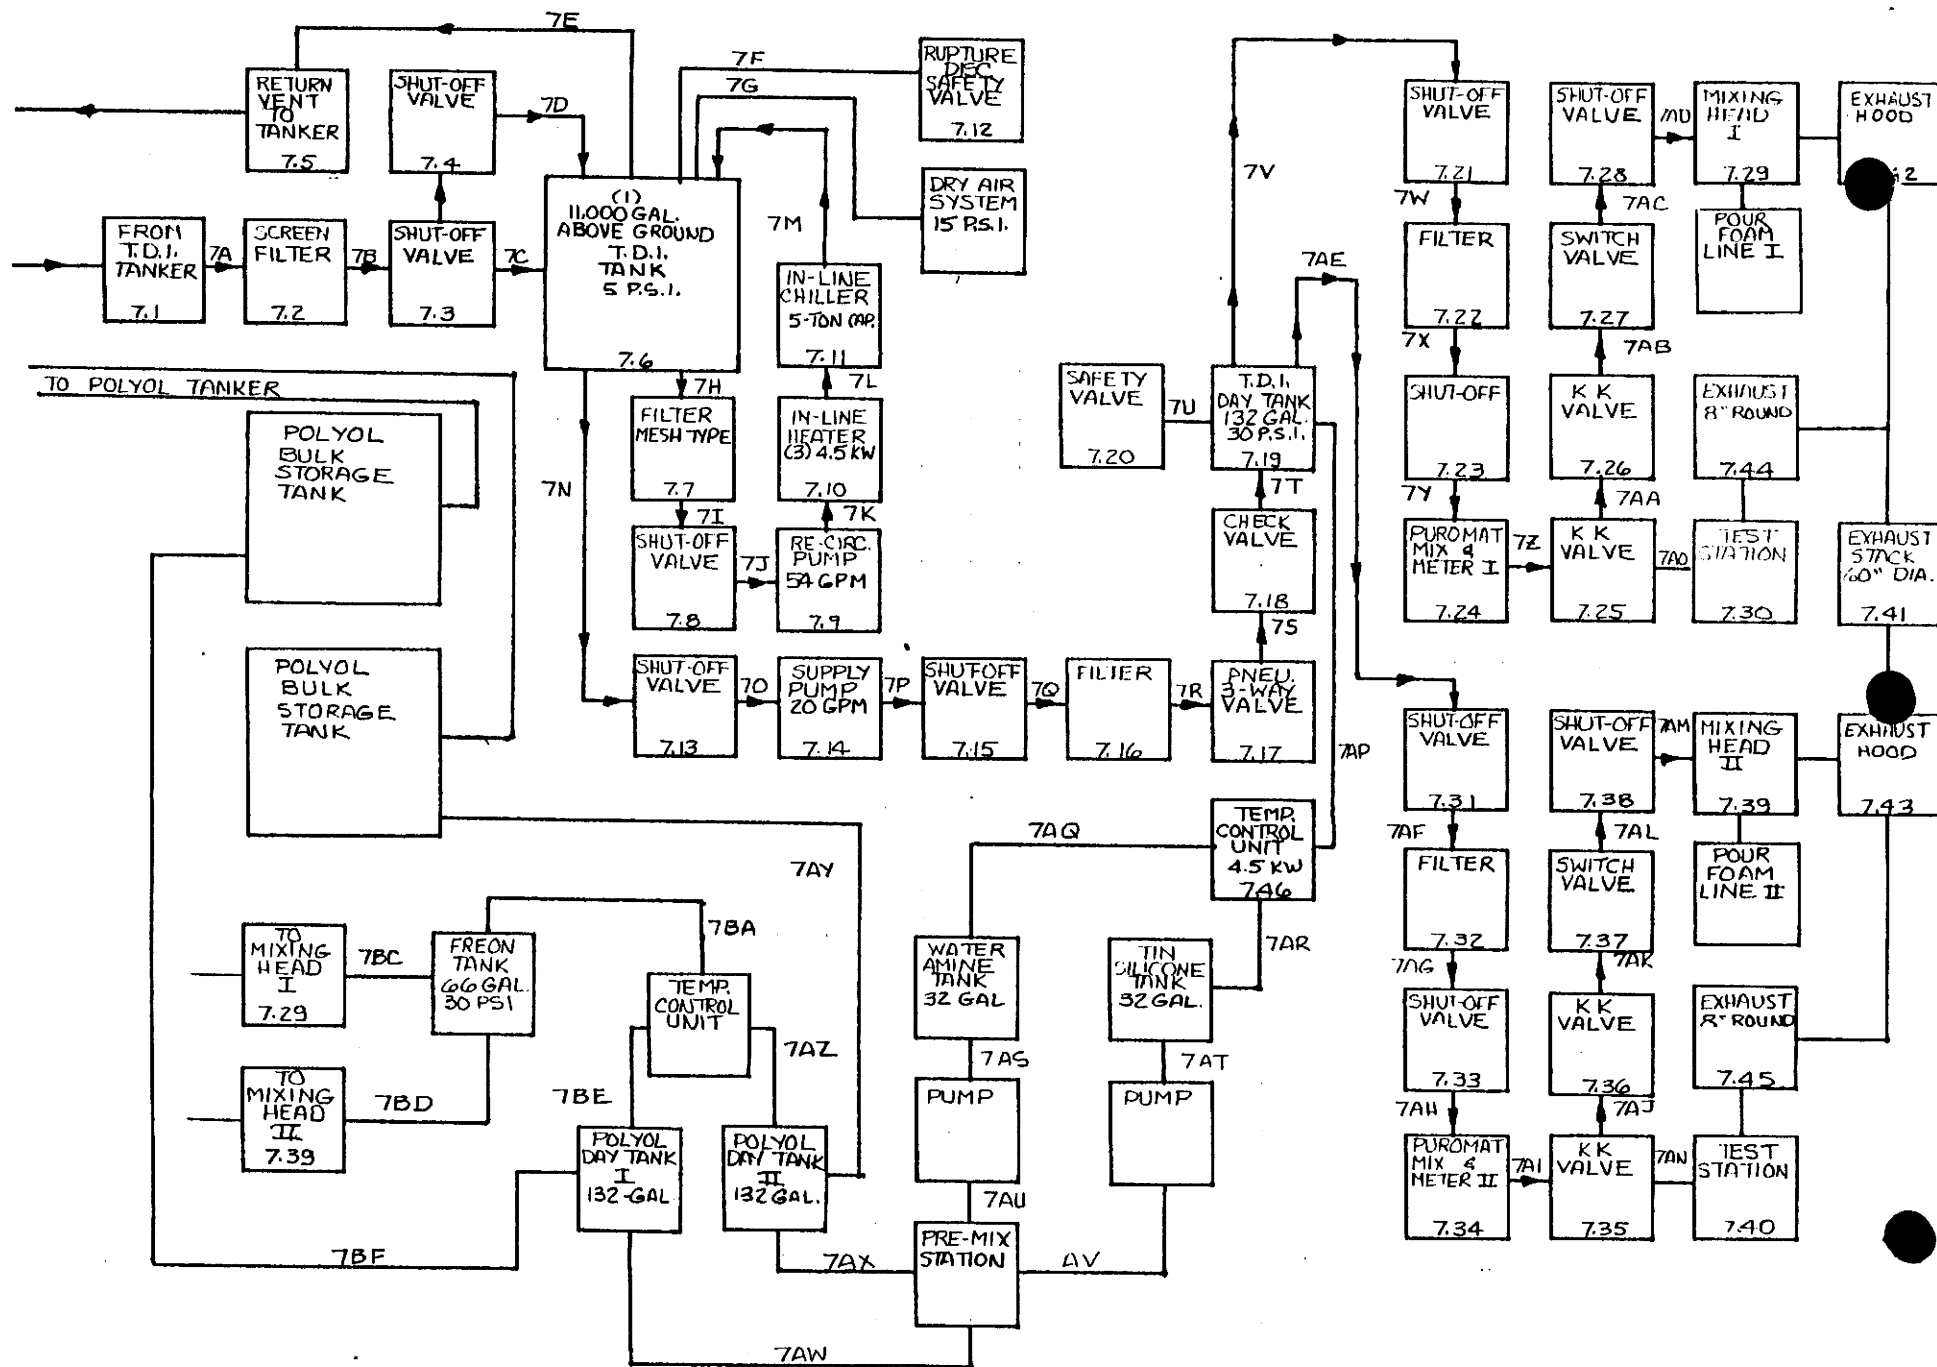 7E
RETURN
VENT
TO
TANKER
7.5
SHUT-OFF
VALVE
7.4
7D
7F
7G
RUPTURE
DISC
SAFETY
VALVE
7.12
DRY AIR
SYSTEM
15 P.S.I.
FROM
T.D.I.
TANKER
7.1
7A
SCREEN
FILTER
7.2
7B
SHUT-OFF
VALVE
7.3
7C
(1)
11,000 GAL.
ABOVE GROUND
T.D.I.
TANK
5 P.S.I.
7.6
7M
IN-LINE
CHILLER
5-TON CAP.
7.11
7L
IN-LINE
HEATER
(3) 4.5 KW
7.10
7K
RE-CIRC.
PUMP
54 GPM
7.9
7H
FILTER
MESH TYPE
7.7
7I
SHUT-OFF
VALVE
7.8
7J
7N
TO POLYOL TANKER
POLYOL
BULK
STORAGE
TANK
POLYOL
BULK
STORAGE
TANK
SHUT-OFF
VALVE
7.13
7O
SUPPLY
PUMP
20 GPM
7.14
7P
SHUTOFF
VALVE
7.15
7Q
FILTER
7.16
7R
PNEU.
3-WAY
VALVE
7.17
7S
CHECK
VALVE
7.18
7T
T.D.I.
DAY TANK
132 GAL.
30 P.S.I.
7.19
7U
SAFETY
VALVE
7.20
7V
7AE
7AP
SHUT-OFF
VALVE
7.21
7W
FILTER
7.22
7X
SHUT-OFF
7.23
7Y
PUROMAT
MIX &
METER I
7.24
7Z
KK
VALVE
7.25
7AA
KK
VALVE
7.26
7AB
SWITCH
VALVE
7.27
7AC
SHUT-OFF
VALVE
7.28
7AD
MIXING
HEAD
I
7.29
POUR
FOAM
LINE I
EXHAUST
HOOD
EXHAUST
8" ROUND
7.44
7AO
TEST
STATION
7.30
EXHAUST
STACK
60" DIA.
7.41
SHUT-OFF
VALVE
7.31
7AF
FILTER
7.32
7AG
SHUT-OFF
VALVE
7.33
7AH
PUROMAT
MIX &
METER II
7.34
7AI
KK
VALVE
7.35
7AJ
KK
VALVE
7.36
7AK
SWITCH
VALVE
7.37
7AL
SHUT-OFF
VALVE
7.38
7AM
MIXING
HEAD
II
7.39
POUR
FOAM
LINE II
EXHAUST
HOOD
7.43
EXHAUST
8" ROUND
7.45
7AN
TEST
STATION
7.40
TEMP.
CONTROL
UNIT
4.5 KW
7.46
7AQ
7AR
WATER
AMINE
TANK
32 GAL
7AS
PUMP
7AU
TIN
SILICONE
TANK
32 GAL.
7AT
PUMP
AV
PRE-MIX
STATION
7AX
7AW
7AY
TO
MIXING
HEAD
I
7.29
7BC
FREON
TANK
66 GAL.
30 PSI
7BA
TEMP.
CONTROL
UNIT
7AZ
7BE
TO
MIXING
HEAD
II
7.39
7BD
POLYOL
DAY TANK
I
132-GAL
POLYOL
DAY TANK
II
132 GAL.
7BF